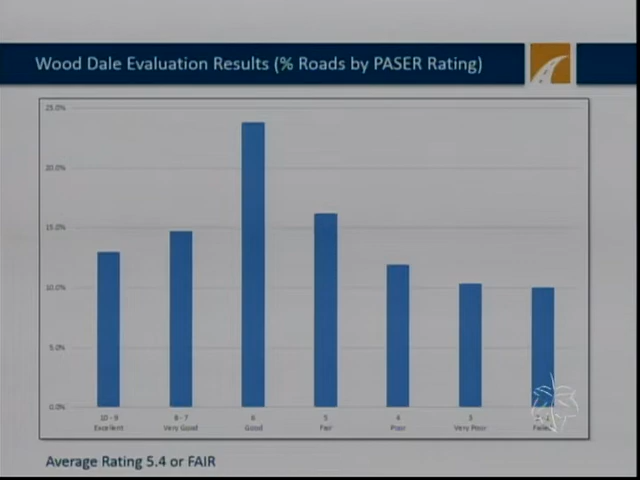 Wood Dale Evaluation Results (% Roads by PASER Rating)
25.0%
20.0%
15.0%
10.0%
5.0%
0.0%
10 - 9 8 - 7 6 5 4 3
Excellent Very Good Good Fair Poor Very Poor Failed
Average Rating 5.4 or FAIR